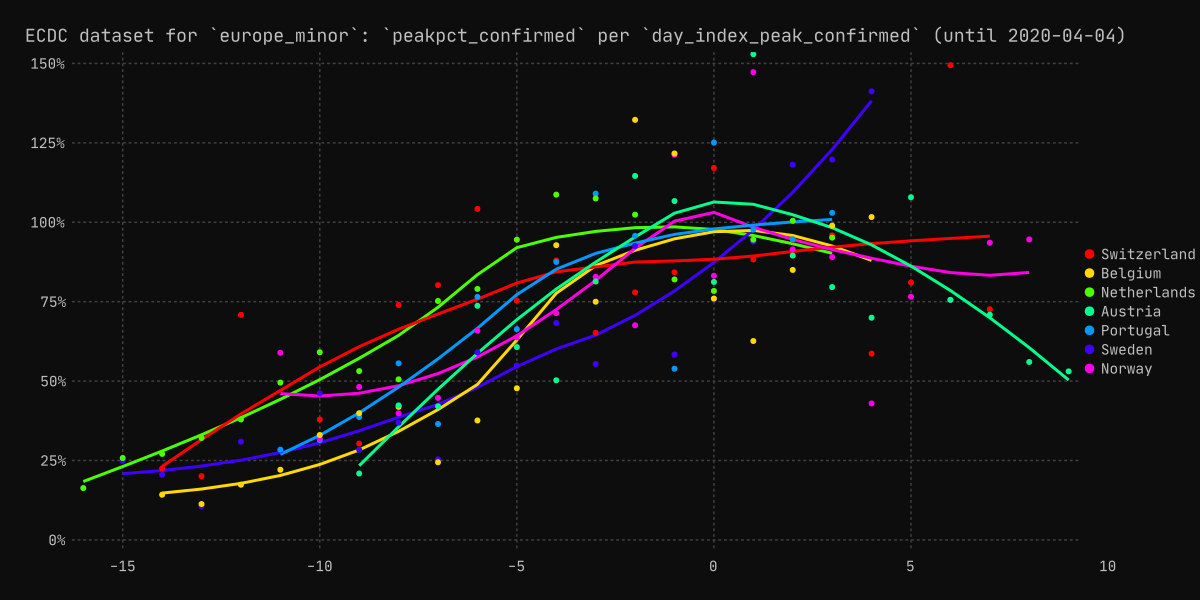 ECDC dataset for `europe_minor`: `peakpct_confirmed` per `day_index_peak_confirmed` (until 2020-04-04)
150%
125%
100%
75%
50%
25%
0%
−15
−10
−5
0
5
10
Switzerland
Belgium
Netherlands
Austria
Portugal
Sweden
Norway